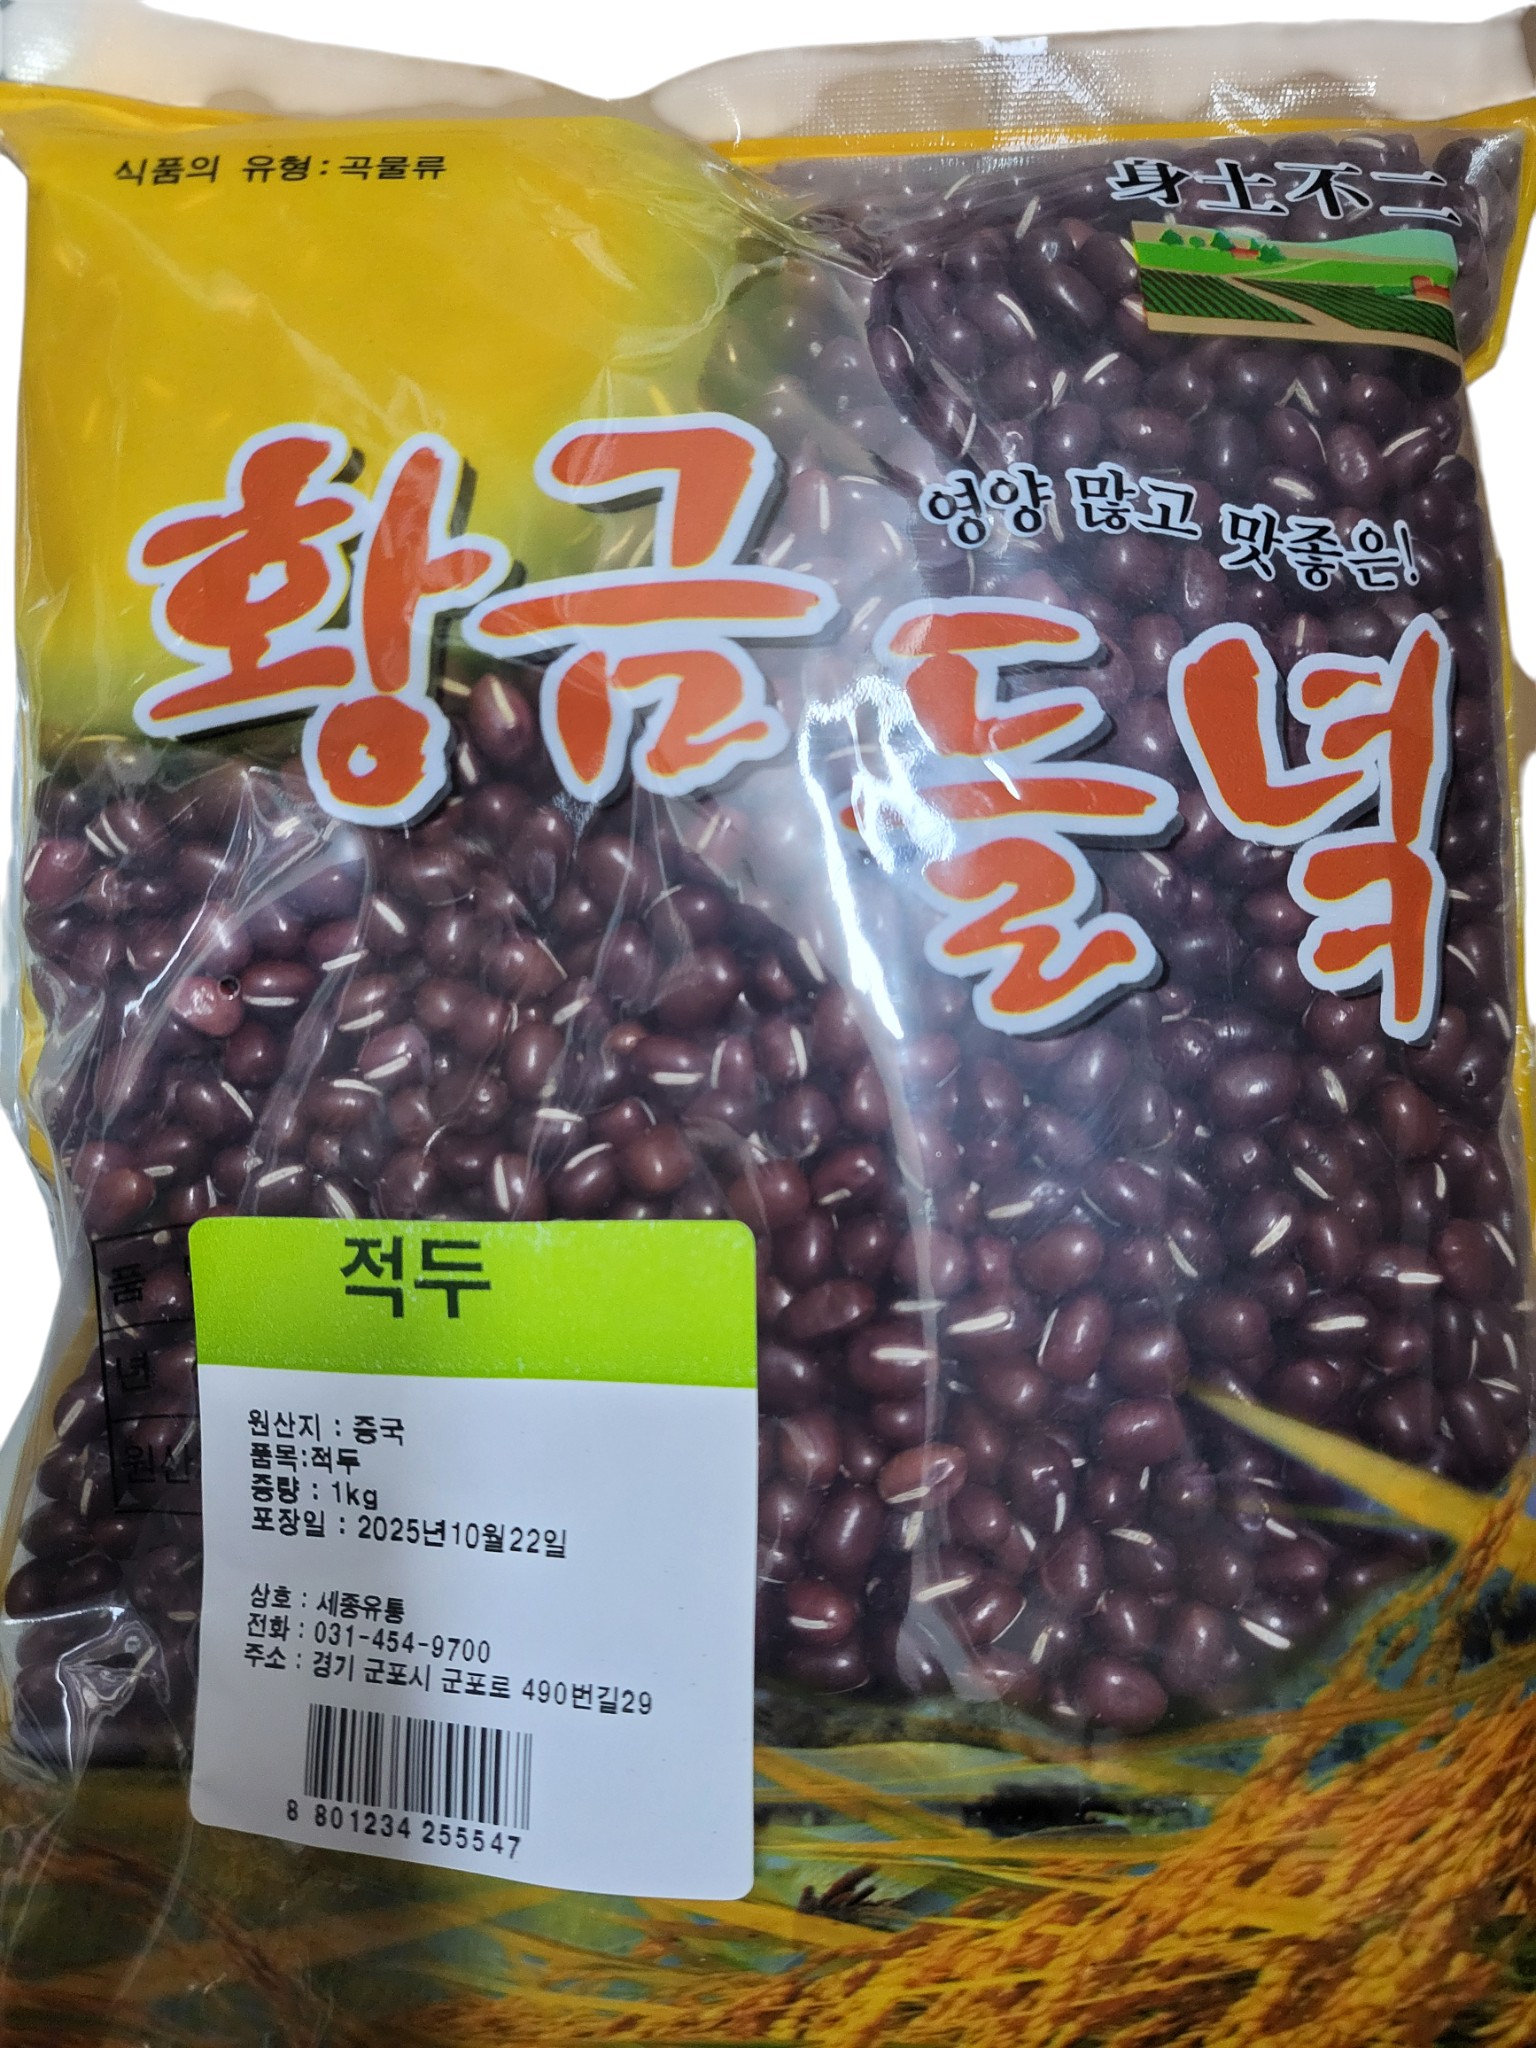 식품의 유형 : 곡물류
身土不二
영양 많고 맛좋은!
황금들녘
적두
품
년
원산
원산지 : 중국
품목:적두
중량 : 1kg
포장일 : 2025년10월22일
상호 : 세종유통
전화 : 031-454-9700
주소 : 경기 군포시 군포로 490번길29
8 801234 255547